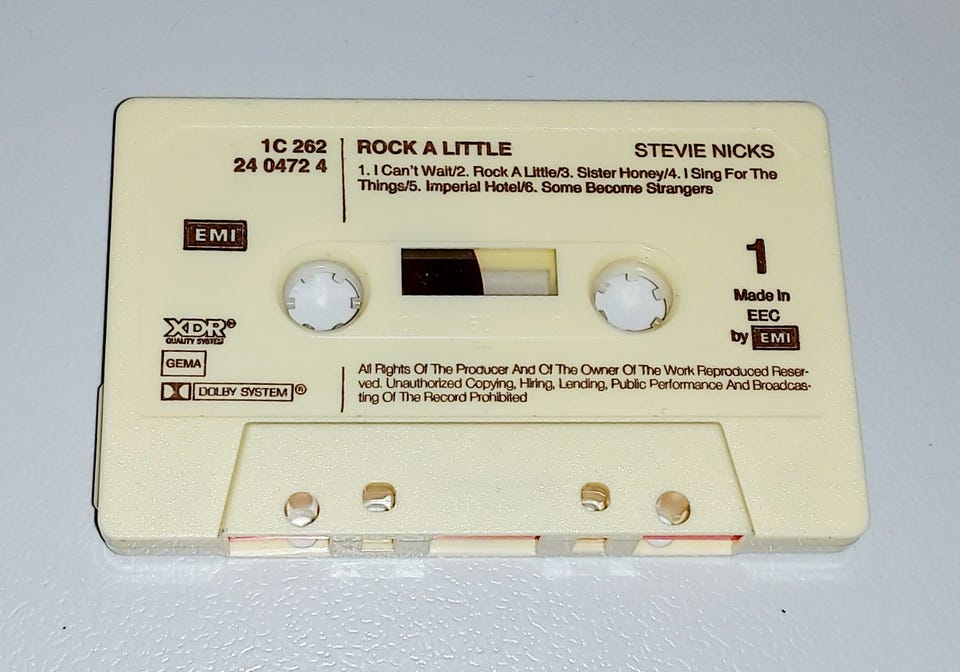 1C 262
24 0472 4
ROCK A LITTLE
STEVIE NICKS
1. I Can't Wait/2. Rock A Little/3. Sister Honey/4. I Sing For The
Things/5. Imperial Hotel/6. Some Become Strangers
EMI
1
Made in
EEC
by EMI
XDR
QUALITY SYSTEM
GEMA
DOLBY SYSTEM®
All Rights Of The Producer And Of The Owner Of The Work Reproduced Reser-
ved. Unauthorized Copying, Hiring, Lending, Public Performance And Broadcas-
ting Of The Record Prohibited